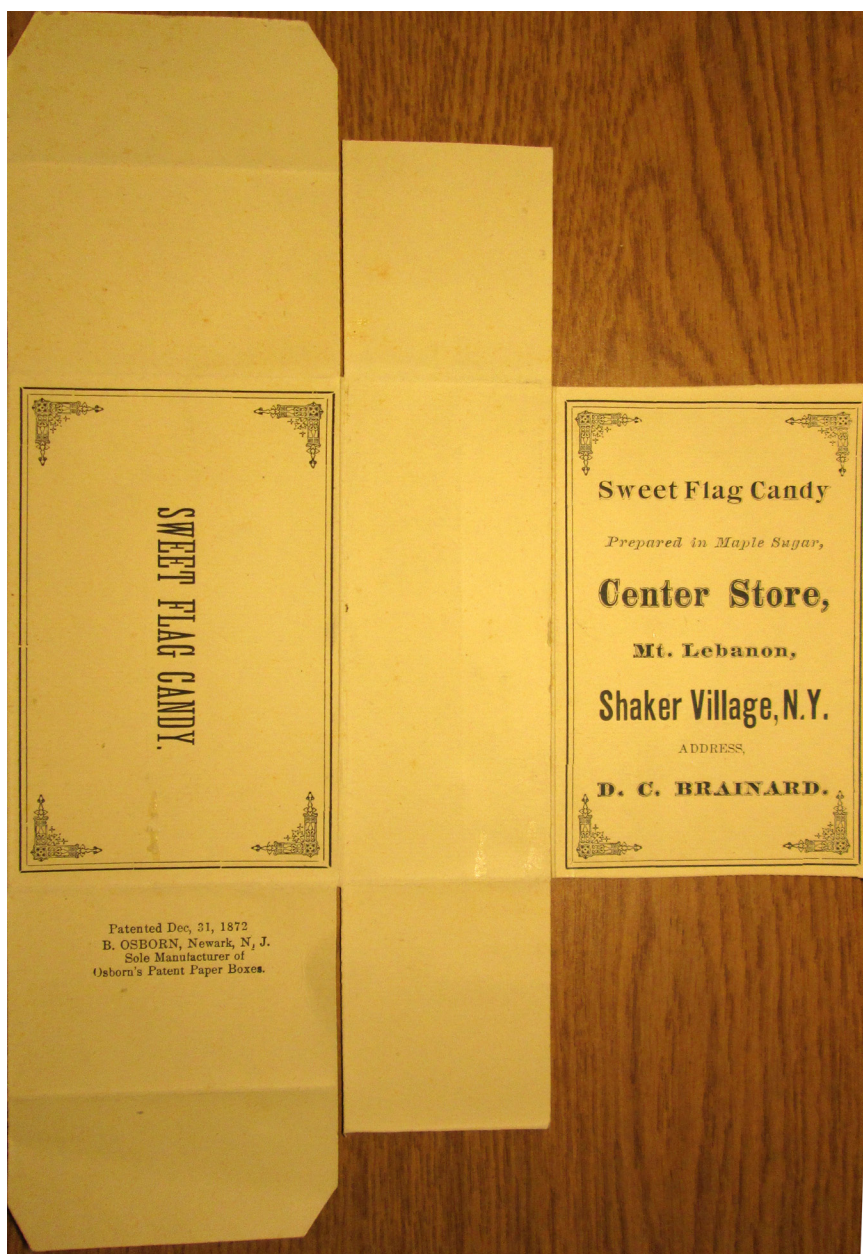 SWEET FLAG CANDY.
Patented Dec, 31, 1872
B. OSBORN, Newark, N, J.
Sole Manufacturer of
Osborn's Patent Paper Boxes.
Sweet Flag Candy
Prepared in Maple Sugar,
Center Store,
Mt. Lebanon,
Shaker Village, N.Y.
ADDRESS,
D. C. BRAINARD.